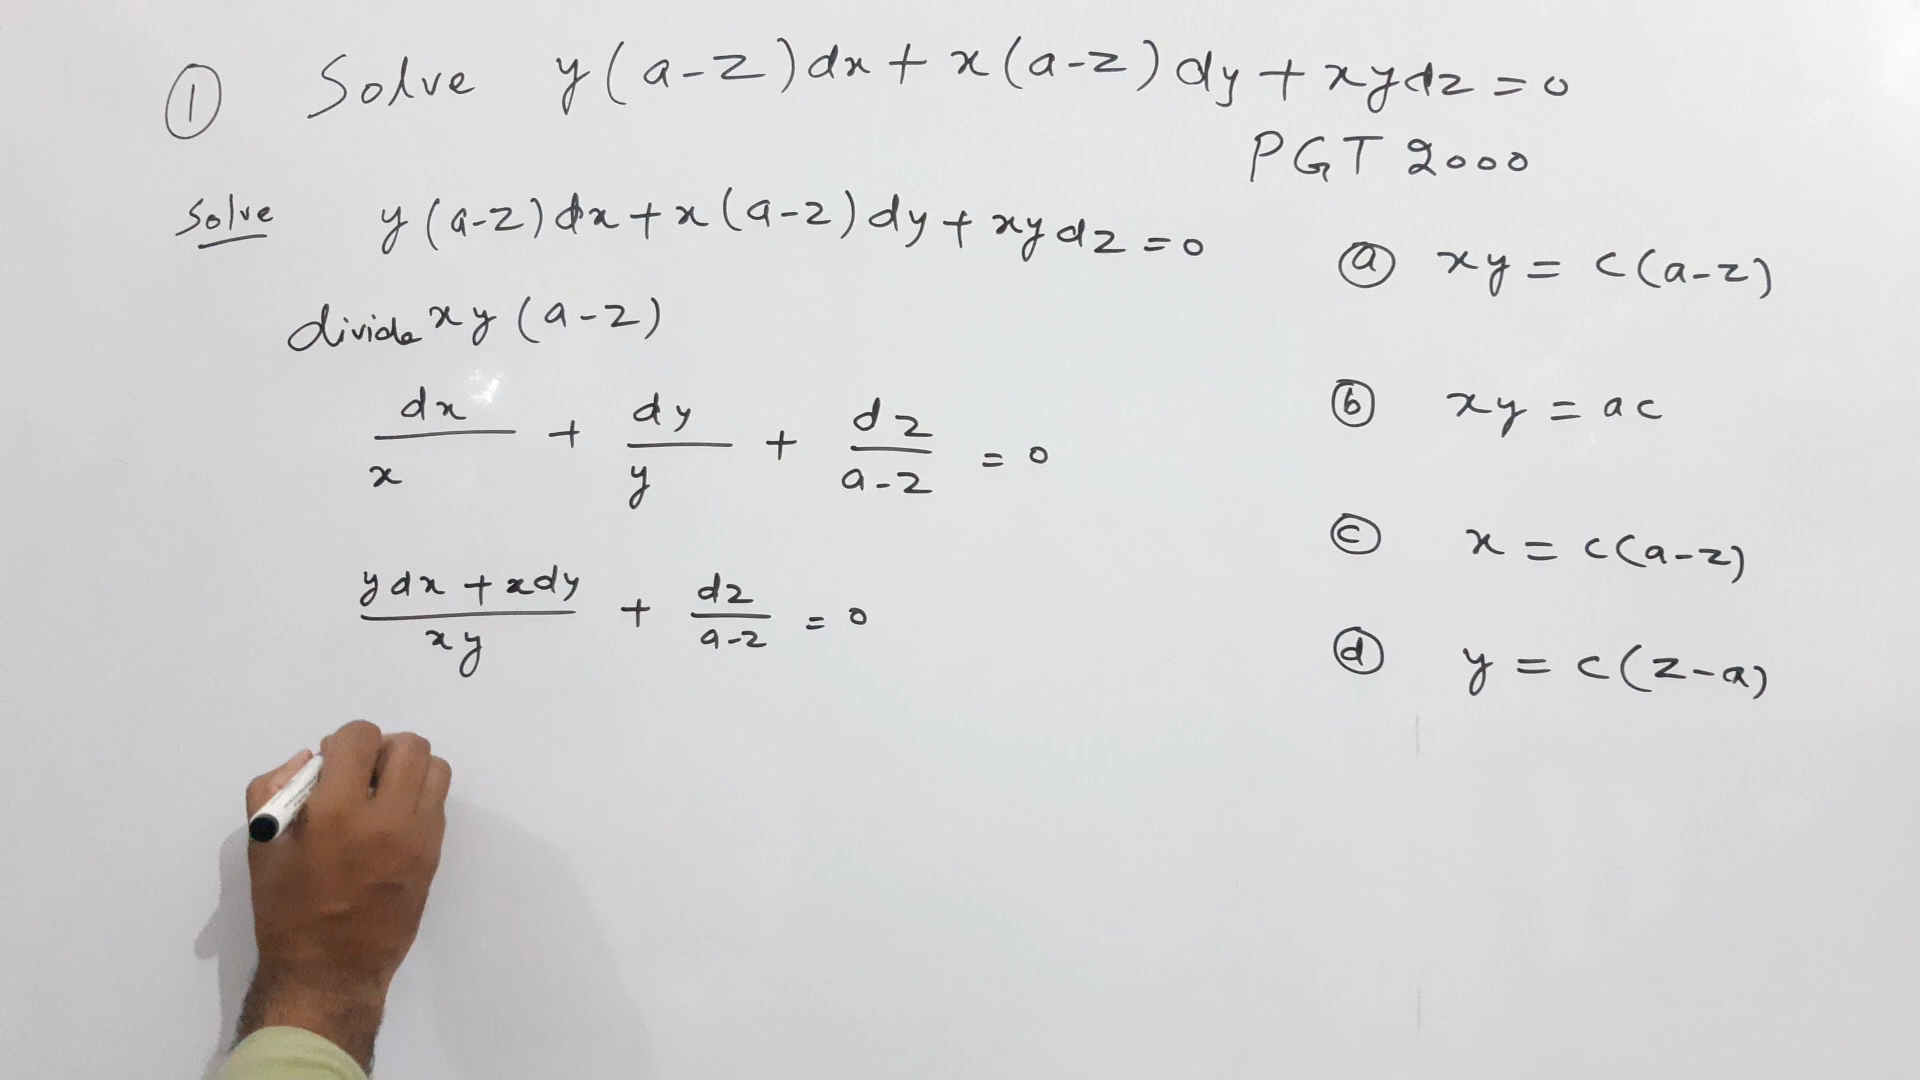 ① Solve y(a-z)dx + x(a-z)dy + xydz = 0
PGT 2000
Solve y(a-z)dx + x(a-z)dy + xydz = 0
divide xy(a-z)
dx/x + dy/y + dz/a-z = 0
ydx + xdy/xy + dz/a-z = 0
ⓐ xy = c(a-z)
ⓑ xy = ac
ⓒ x = c(a-z)
ⓓ y = c(z-a)